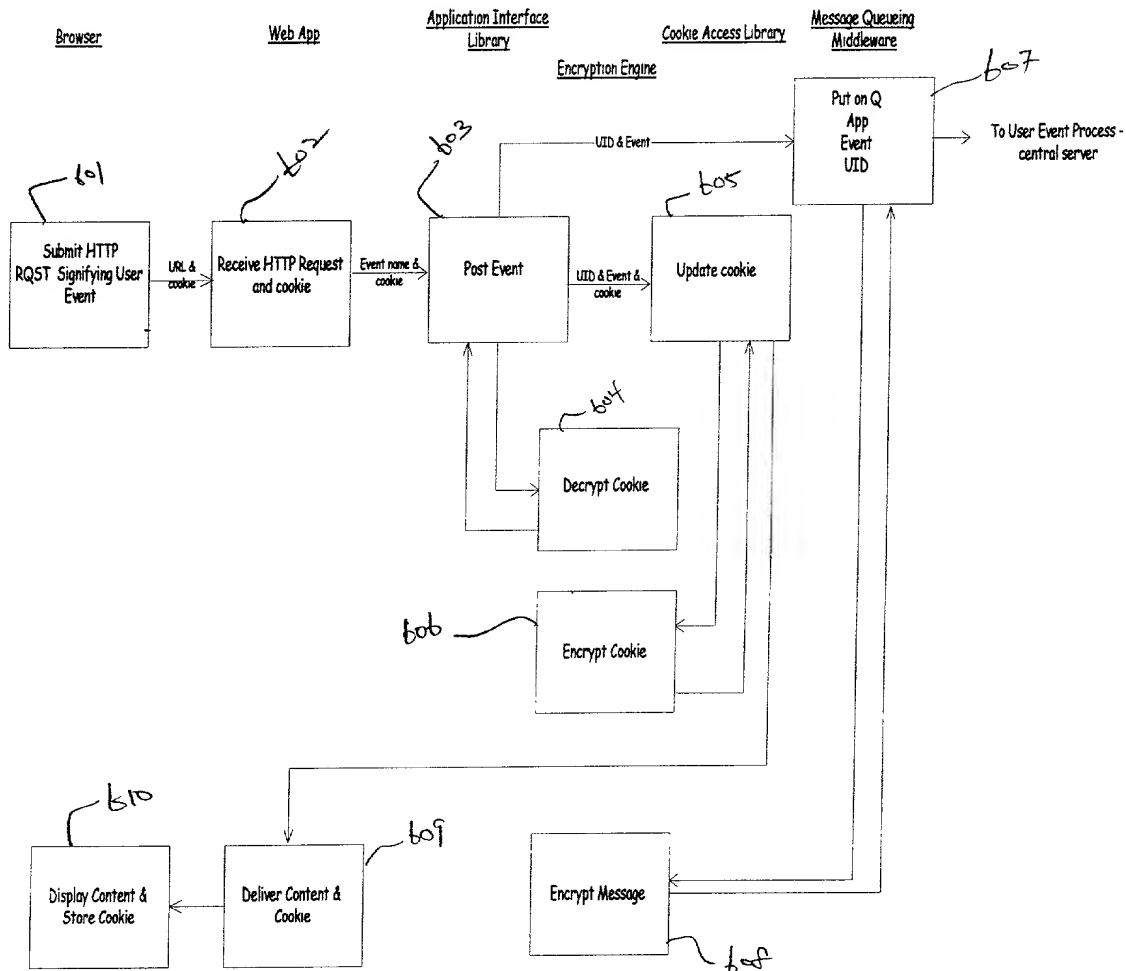 Browser
Web App
Application Interface
Library
Cookie Access Library
Message Queueing
Middleware
Encryption Engine
607
Put on Q
App
Event
UID
To User Event Process -
central server
UID & Event
601
602
603
605
Submit HTTP
RQST Signifying User
Event
URL &
cookie
Receive HTTP Request
and cookie
Event name &
cookie
Post Event
UID & Event &
cookie
Update cookie
604
Decrypt Cookie
606
Encrypt Cookie
610
609
Display Content &
Store Cookie
Deliver Content &
Cookie
Encrypt Message
608